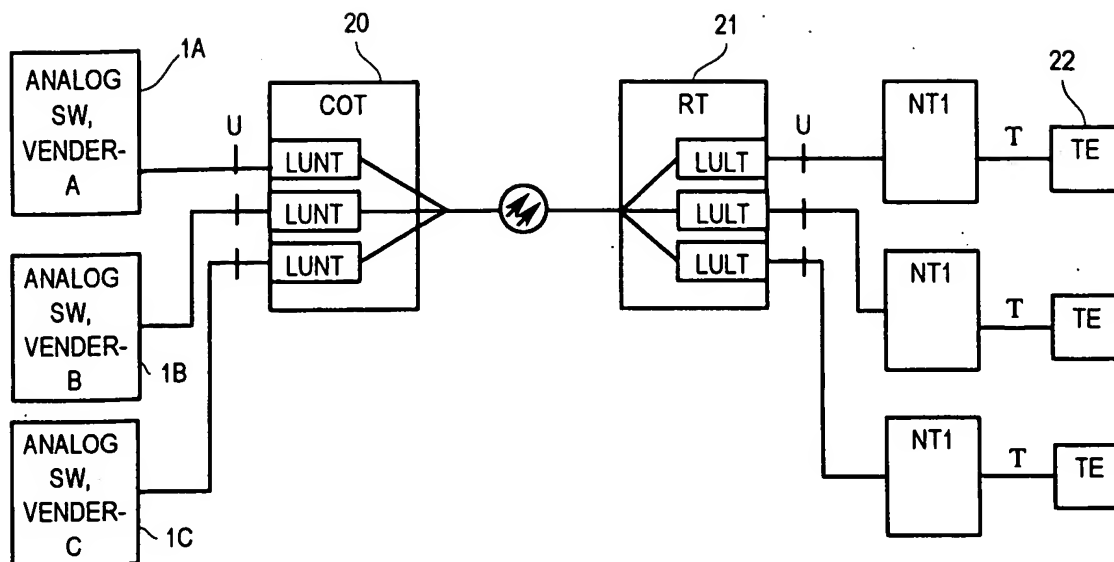 1A
20
21
22
ANALOG
SW,
VENDER-
A
U
COT
LUNT
LUNT
LUNT
RT
LULT
LULT
LULT
U
NT1
T
TE
ANALOG
SW,
VENDER-
B
1B
NT1
T
TE
ANALOG
SW,
VENDER-
C
1C
NT1
T
TE